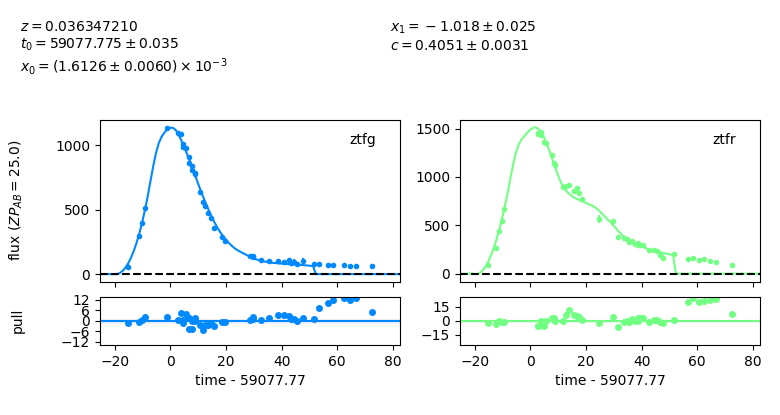 z = 0.036347210
t₀ = 59077.775 ± 0.035
x₀ = (1.6126 ± 0.0060) × 10⁻³
x₁ = −1.018 ± 0.025
c = 0.4051 ± 0.0031
flux (ZP_AB = 25.0)
1000
500
0
ztfg
1500
1000
500
0
ztfr
pull
12
6
0
−6
−12
15
0
−15
−20 0 20 40 60 80
time - 59077.77
−20 0 20 40 60 80
time - 59077.77